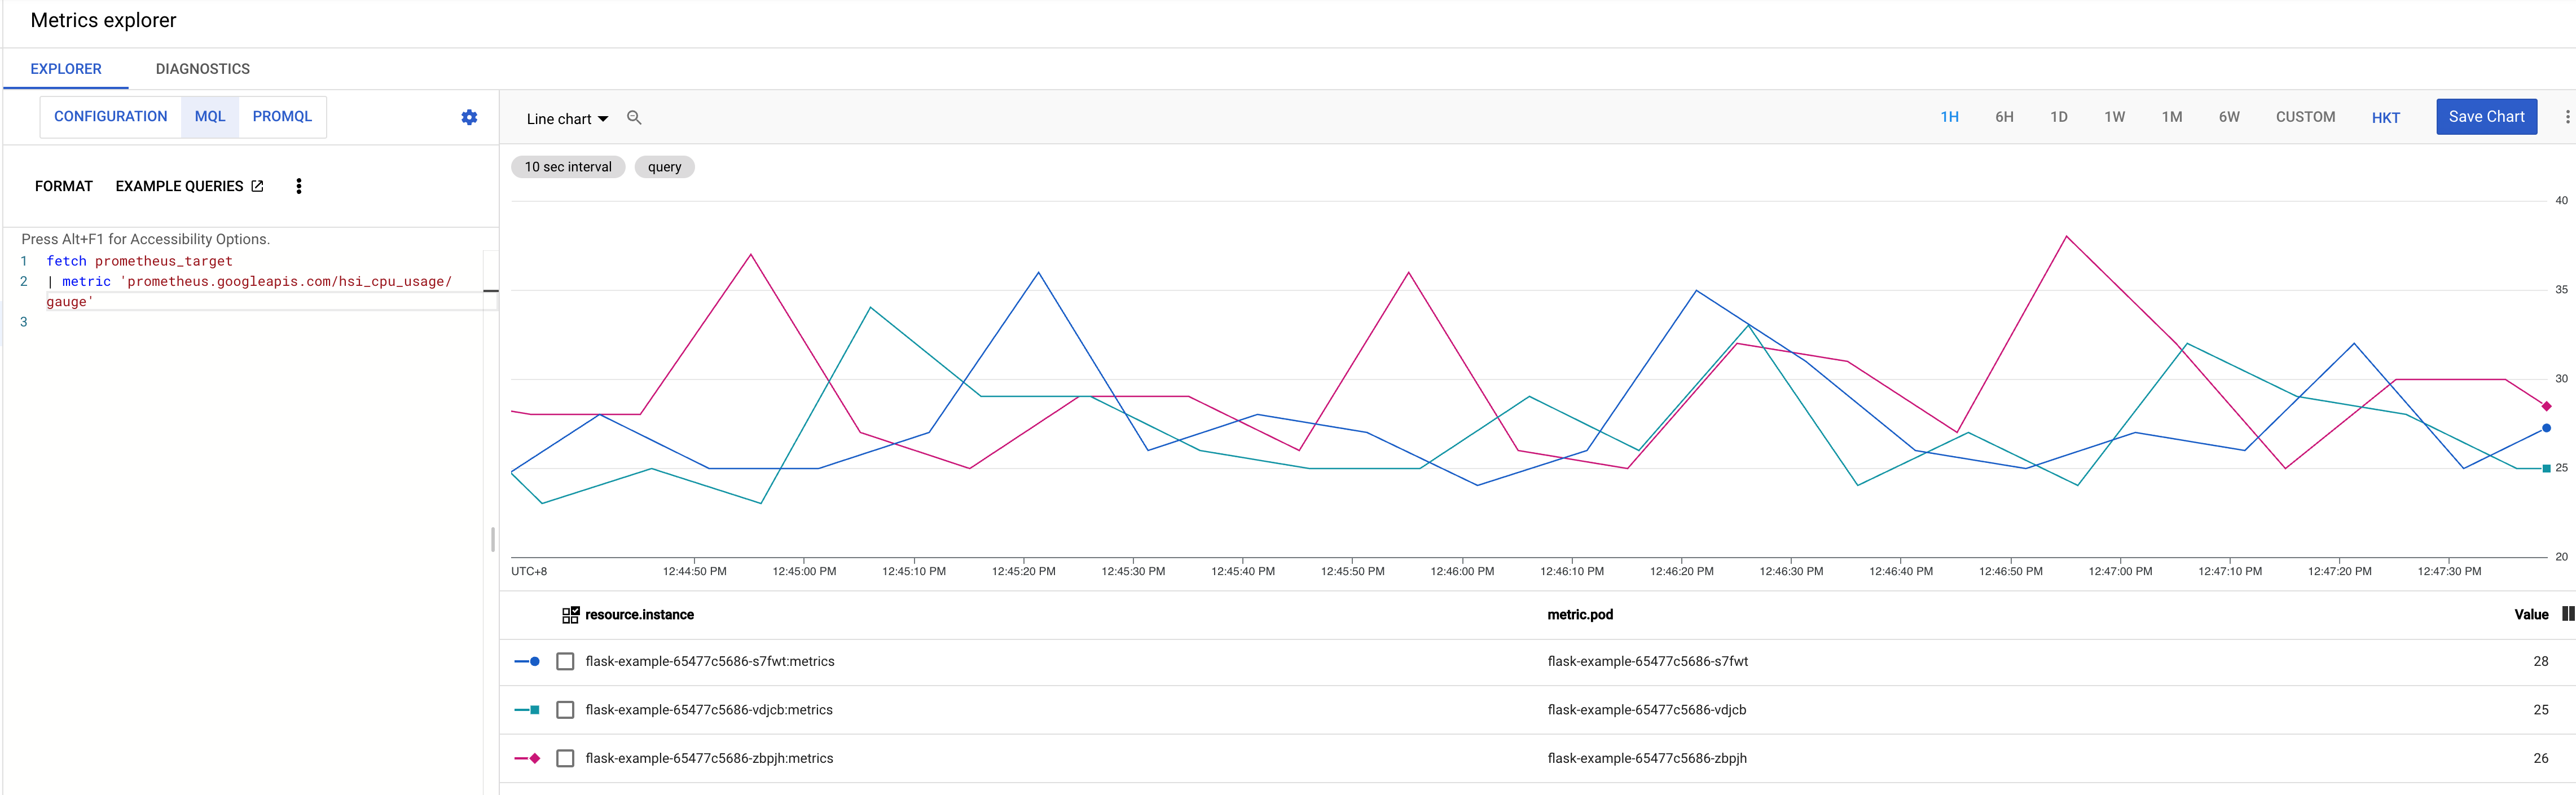 Metrics explorer
EXPLORER DIAGNOSTICS
CONFIGURATION MQL PROMQL
Line chart 1H 6H 1D 1W 1M 6W CUSTOM HKT Save Chart
FORMAT EXAMPLE QUERIES
10 sec interval query
Press Alt+F1 for Accessibility Options.
1 fetch prometheus_target
2 | metric 'prometheus.googleapis.com/hsi_cpu_usage/
gauge'
3
40
35
30
25
20
UTC+8 12:44:50 PM 12:45:00 PM 12:45:10 PM 12:45:20 PM 12:45:30 PM 12:45:40 PM 12:45:50 PM 12:46:00 PM 12:46:10 PM 12:46:20 PM 12:46:30 PM 12:46:40 PM 12:46:50 PM 12:47:00 PM 12:47:10 PM 12:47:20 PM 12:47:30 PM
resource.instance metric.pod Value
flask-example-65477c5686-s7fwt:metrics flask-example-65477c5686-s7fwt 28
flask-example-65477c5686-vdjcb:metrics flask-example-65477c5686-vdjcb 25
flask-example-65477c5686-zbpjh:metrics flask-example-65477c5686-zbpjh 26